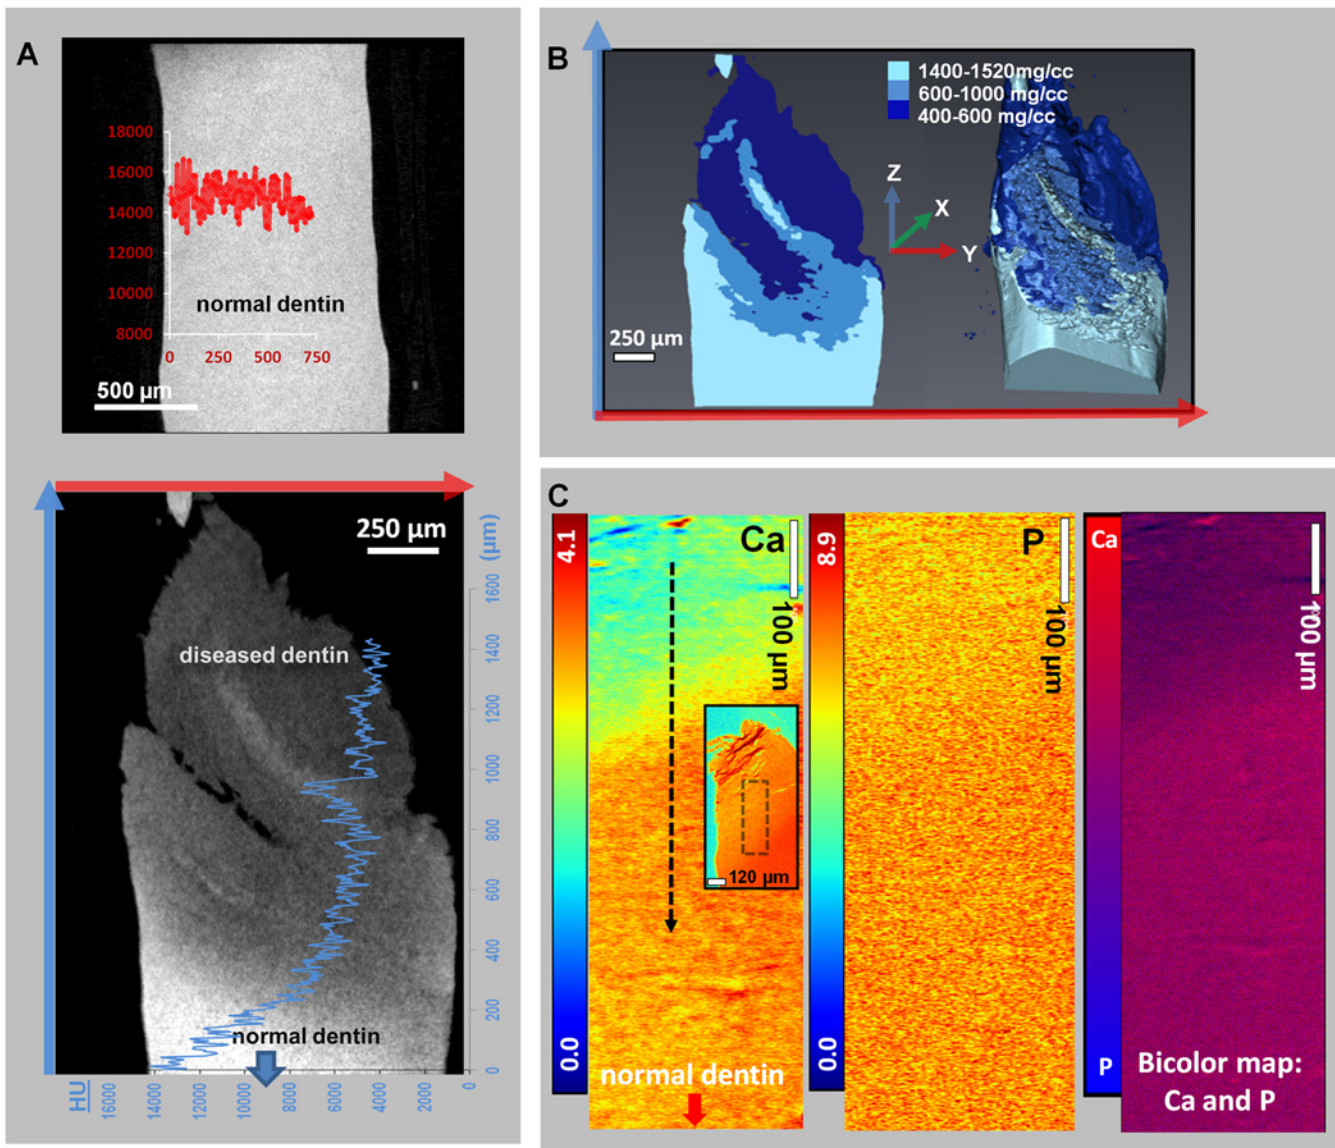 A
18000
16000
14000
12000
10000
8000
normal dentin
0 250 500 750
500 µm
250 µm
(µm)
1600
1400
1200
1000
800
600
400
200
0
diseased dentin
normal dentin
HU
16000
14000
12000
10000
8000
6000
4000
2000
0
B
1400-1520mg/cc
600-1000 mg/cc
400-600 mg/cc
Z
X
Y
250 µm
C
4.1
0.0
Ca
100 µm
120 µm
normal dentin
8.9
0.0
P
100 µm
Ca
P
100 µm
Bicolor map:
Ca and P